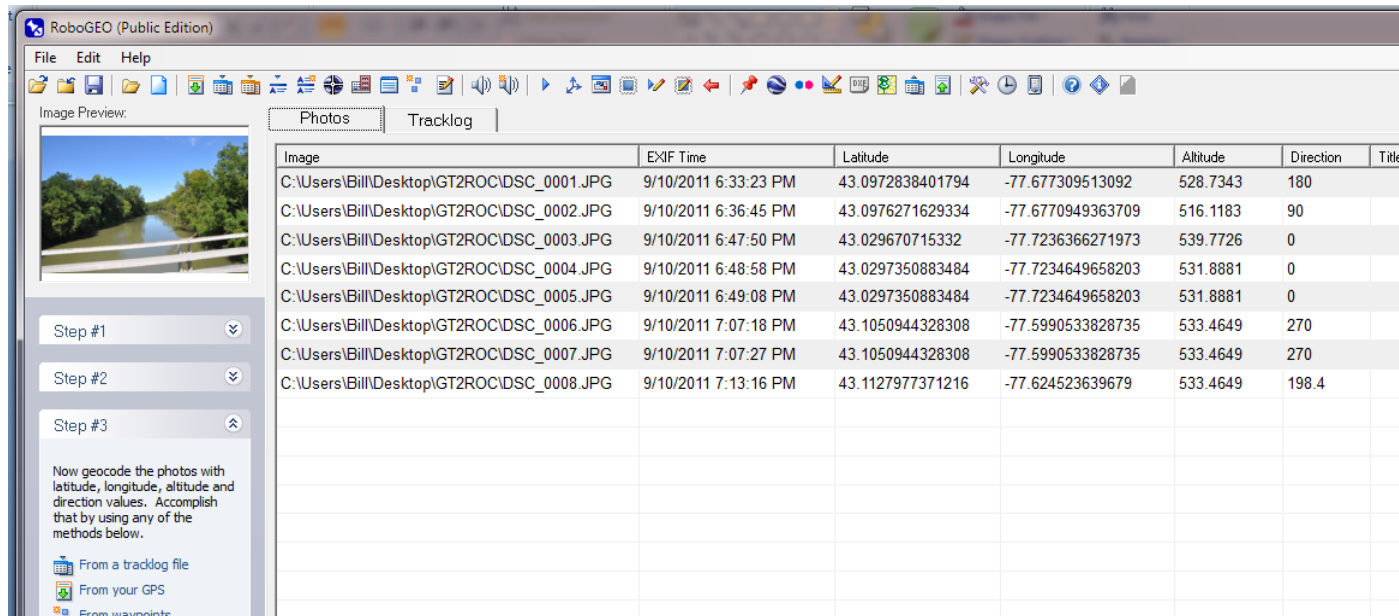 RoboGEO (Public Edition)
File Edit Help
Image Preview:
Photos Tracklog
Image EXIF Time Latitude Longitude Altitude Direction Title
C:\Users\Bill\Desktop\GT2ROC\DSC_0001.JPG 9/10/2011 6:33:23 PM 43.0972838401794 -77.677309513092 528.7343 180
C:\Users\Bill\Desktop\GT2ROC\DSC_0002.JPG 9/10/2011 6:36:45 PM 43.0976271629334 -77.6770949363709 516.1183 90
C:\Users\Bill\Desktop\GT2ROC\DSC_0003.JPG 9/10/2011 6:47:50 PM 43.029670715332 -77.7236366271973 539.7726 0
C:\Users\Bill\Desktop\GT2ROC\DSC_0004.JPG 9/10/2011 6:48:58 PM 43.0297350883484 -77.7234649658203 531.8881 0
C:\Users\Bill\Desktop\GT2ROC\DSC_0005.JPG 9/10/2011 6:49:08 PM 43.0297350883484 -77.7234649658203 531.8881 0
C:\Users\Bill\Desktop\GT2ROC\DSC_0006.JPG 9/10/2011 7:07:18 PM 43.1050944328308 -77.5990533828735 533.4649 270
C:\Users\Bill\Desktop\GT2ROC\DSC_0007.JPG 9/10/2011 7:07:27 PM 43.1050944328308 -77.5990533828735 533.4649 270
C:\Users\Bill\Desktop\GT2ROC\DSC_0008.JPG 9/10/2011 7:13:16 PM 43.1127977371216 -77.624523639679 533.4649 198.4
Step #1
Step #2
Step #3
Now geocode the photos with
latitude, longitude, altitude and
direction values. Accomplish
that by using any of the
methods below.
From a tracklog file
From your GPS
From waypoints